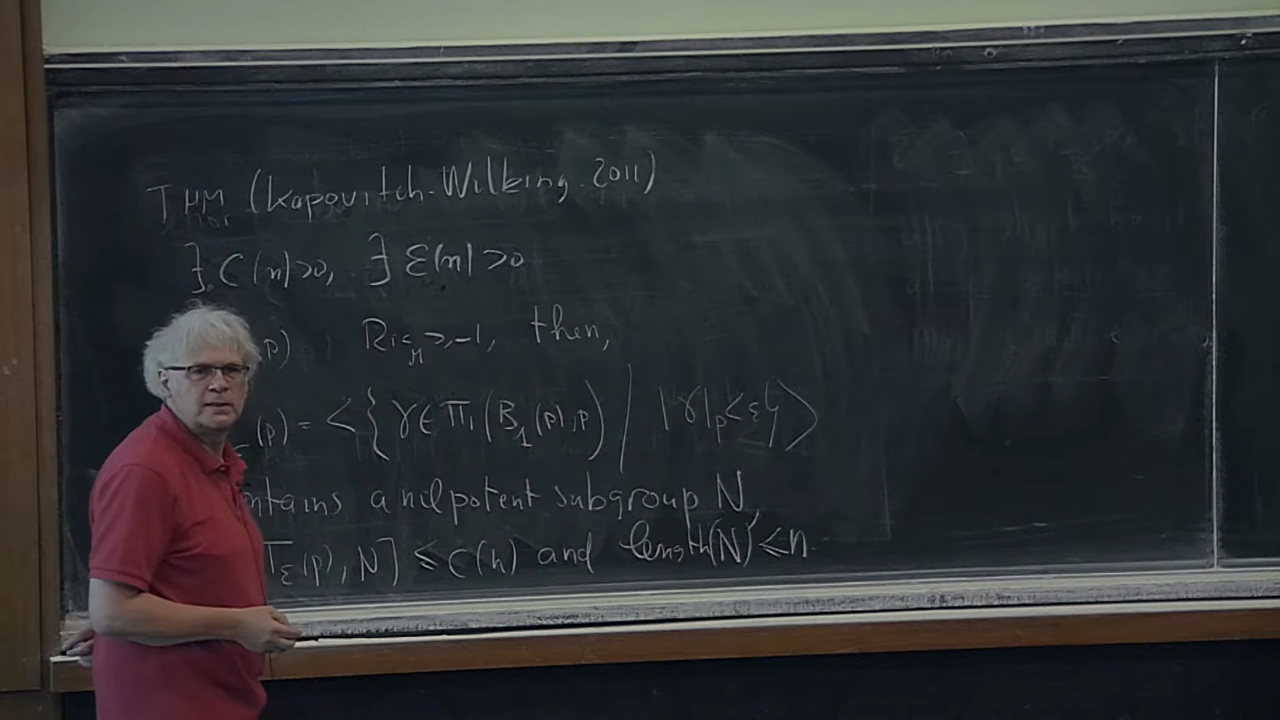 THM (Kapovitch-Wilking 2011)
∃ C(n)>0, ∃ ε(n)>0
p) Ric_M ≥ -1, then,
(p) = <{γ∈π₁(B₁(p),p) / |γ|_p<ε}>
ntains a nilpotent subgroup N,
Γ_ε(p), N] ≤ C(n) and length(N) ≤ n.